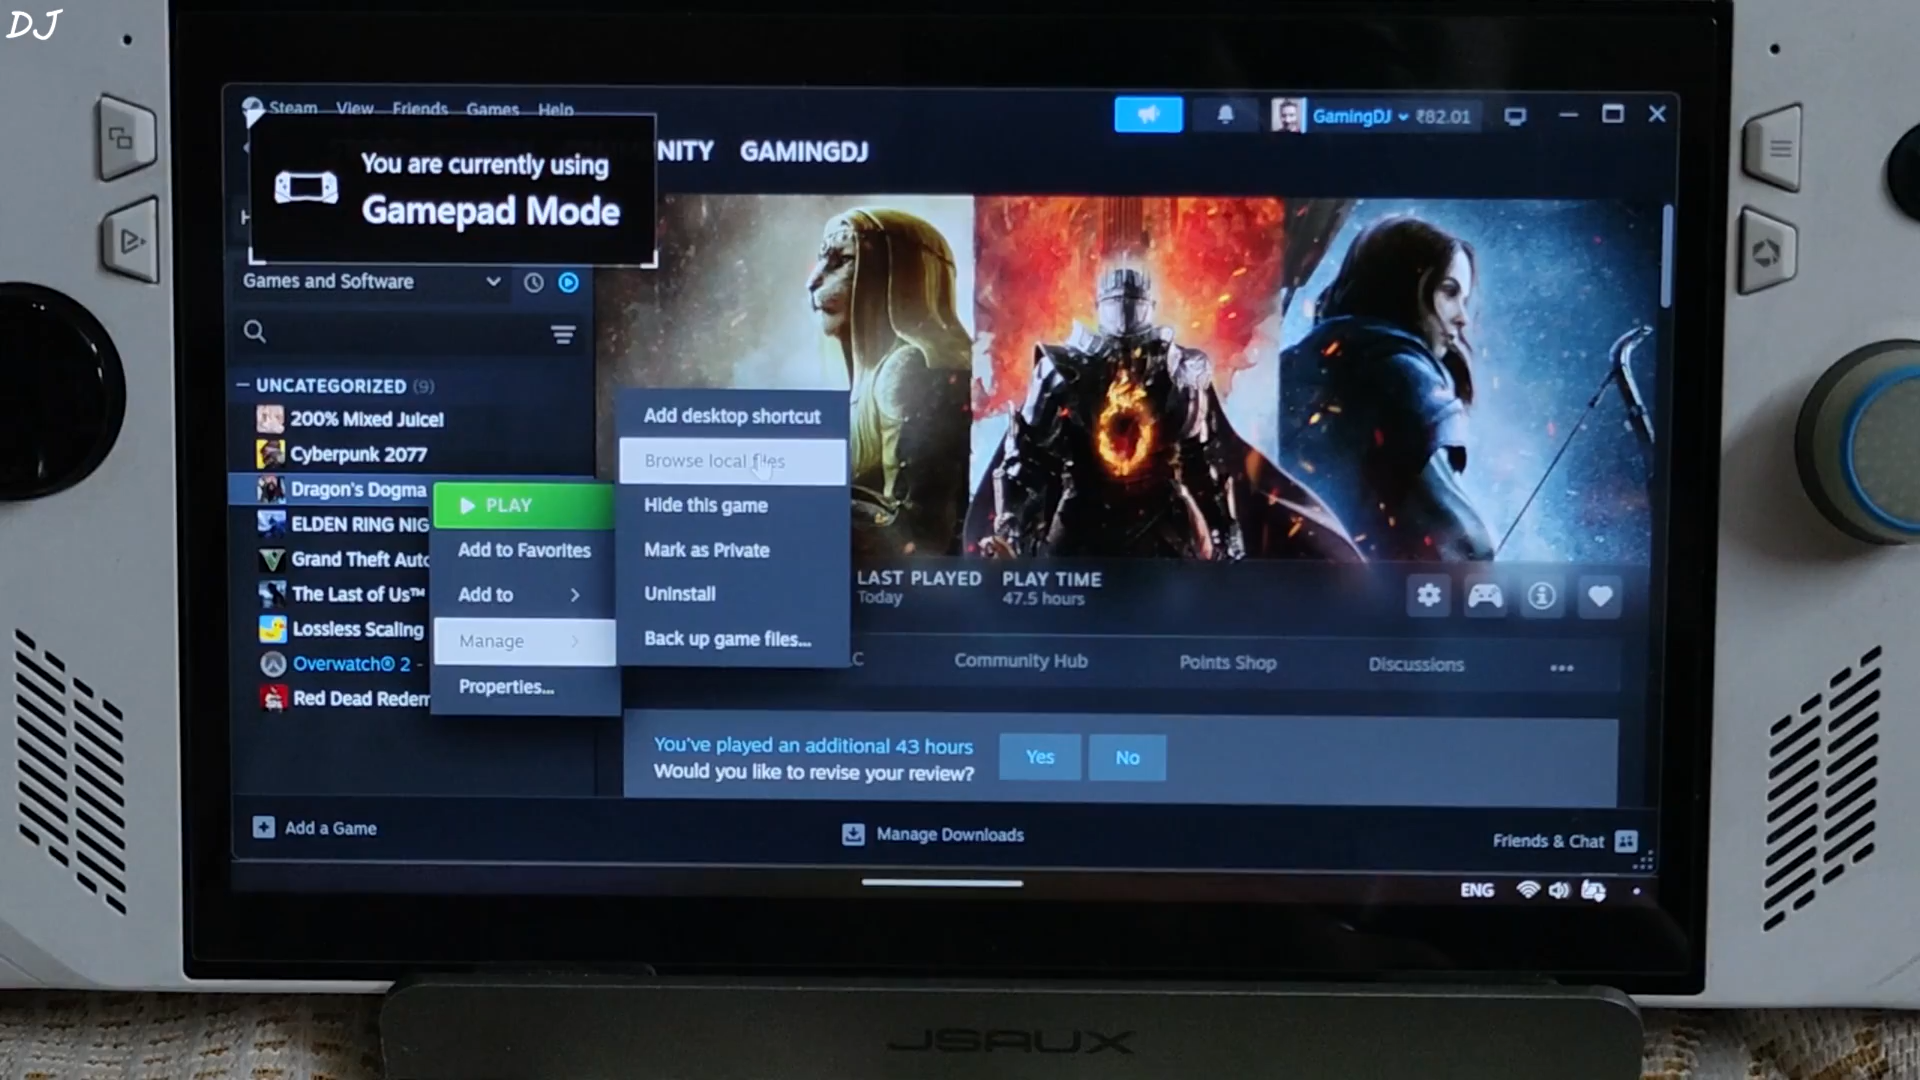 DJ
Steam View Friends Games Help
GamingDJ ₹82.01
You are currently using
Gamepad Mode
NITY GAMINGDJ
H
Games and Software
UNCATEGORIZED (9)
200% Mixed Juice!
Cyberpunk 2077
Dragon's Dogma
ELDEN RING NIG
Grand Theft Auto
The Last of Us™
Lossless Scaling
Overwatch® 2 -
Red Dead Redem
PLAY
Add to Favorites
Add to
Manage
Properties...
Add desktop shortcut
Browse local files
Hide this game
Mark as Private
Uninstall
Back up game files...
LAST PLAYED
Today
PLAY TIME
47.5 hours
C
Community Hub
Points Shop
Discussions
You've played an additional 43 hours
Would you like to revise your review?
Yes
No
Add a Game
Manage Downloads
Friends & Chat
ENG
JSAUX